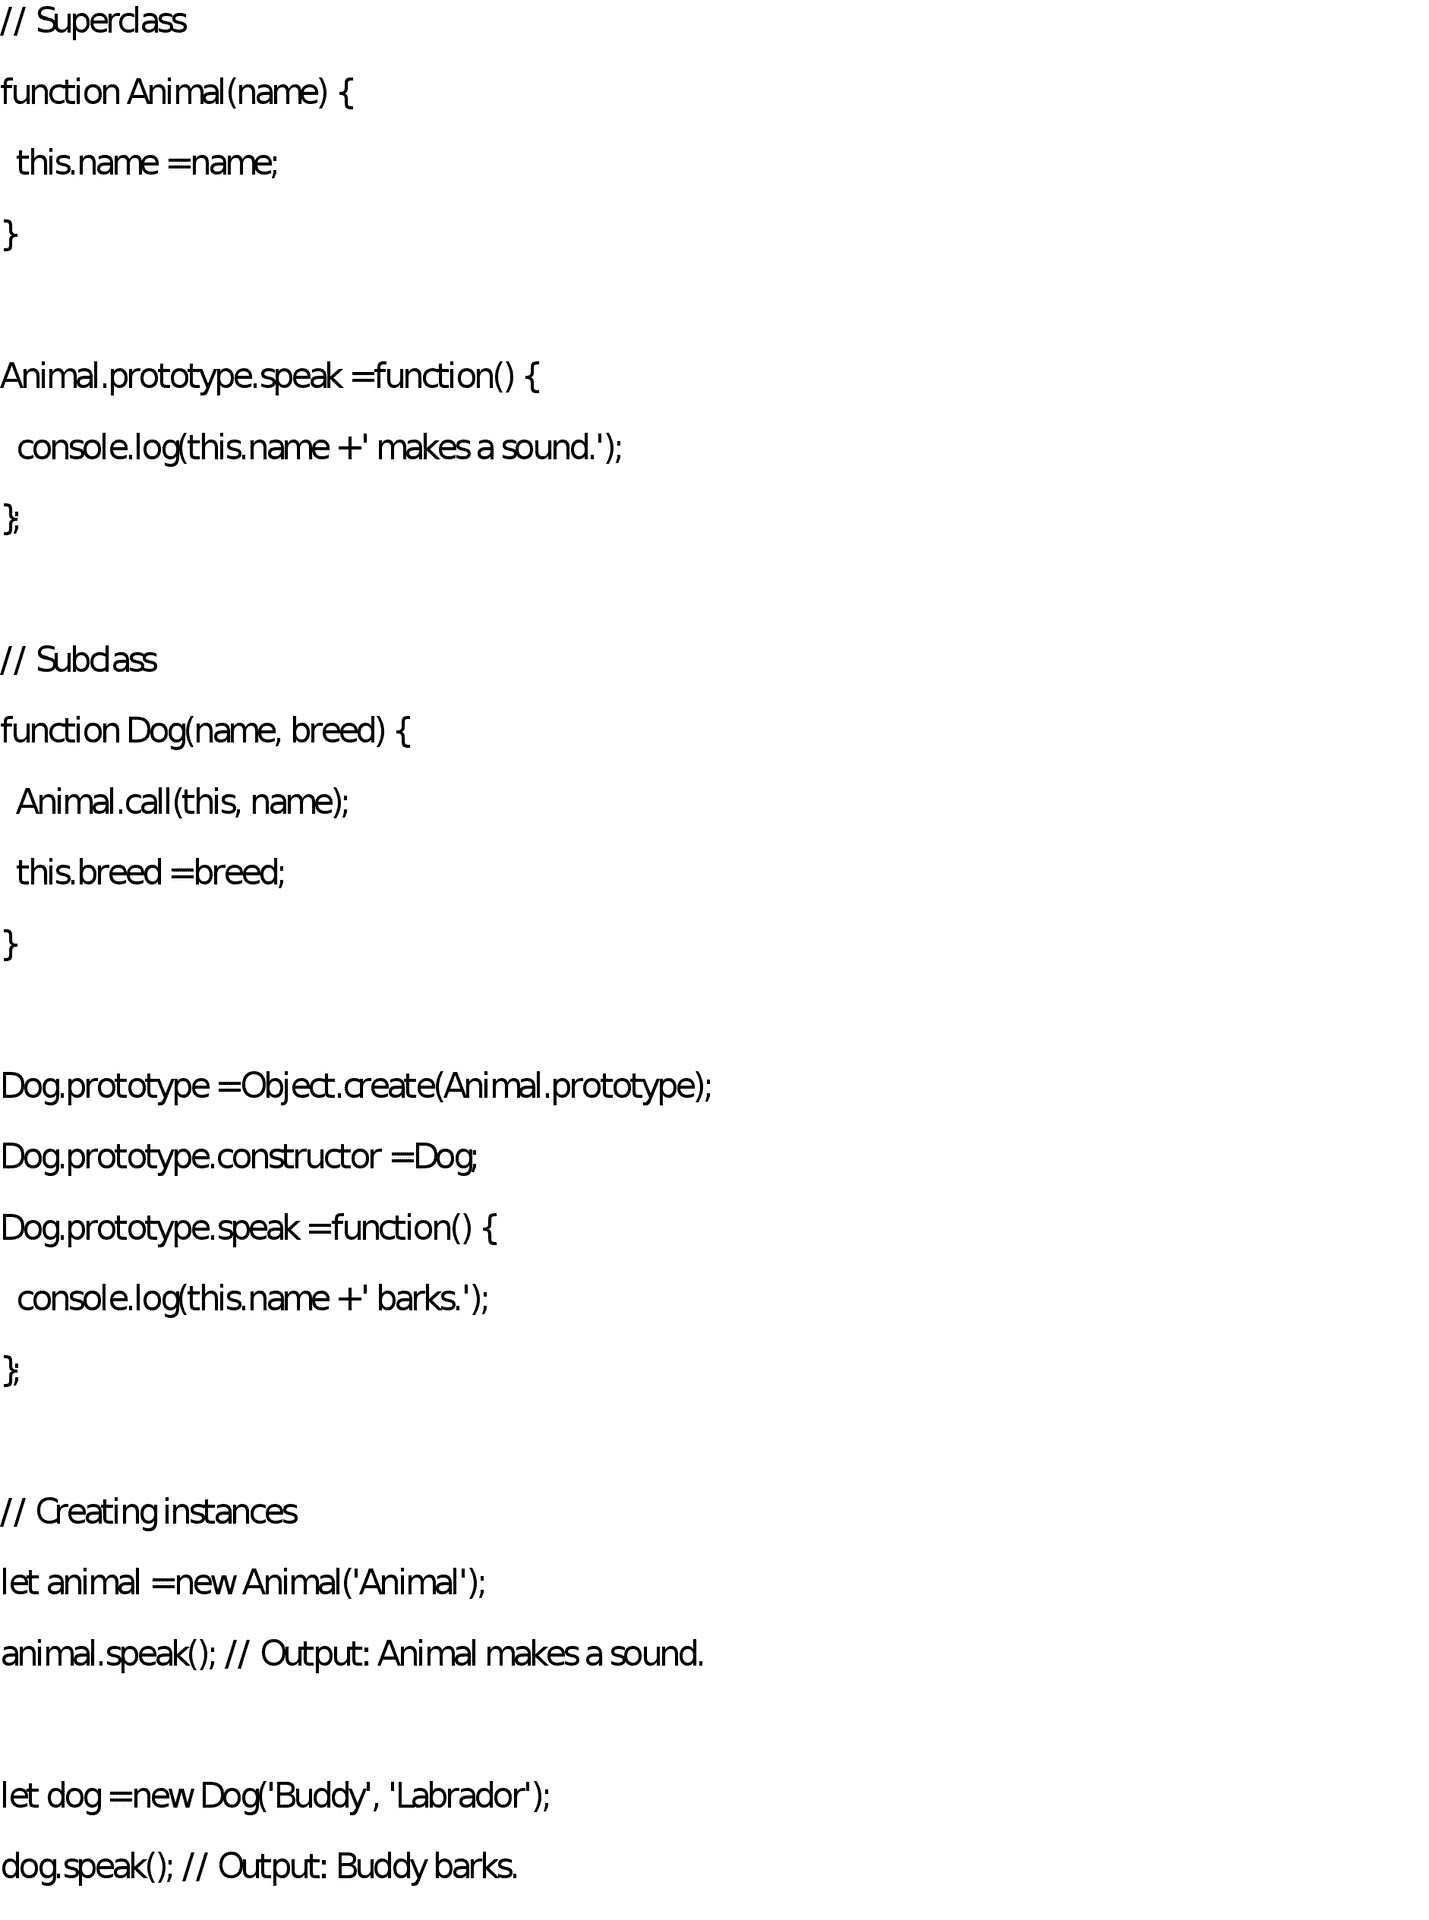 // Superclass
function Animal(name) {
  this.name = name;
}

Animal.prototype.speak = function() {
  console.log(this.name + ' makes a sound.');
};

// Subclass
function Dog(name, breed) {
  Animal.call(this, name);
  this.breed = breed;
}

Dog.prototype = Object.create(Animal.prototype);
Dog.prototype.constructor = Dog;
Dog.prototype.speak = function() {
  console.log(this.name + ' barks.');
};

// Creating instances
let animal = new Animal('Animal');
animal.speak(); // Output: Animal makes a sound.

let dog = new Dog('Buddy', 'Labrador');
dog.speak(); // Output: Buddy barks.